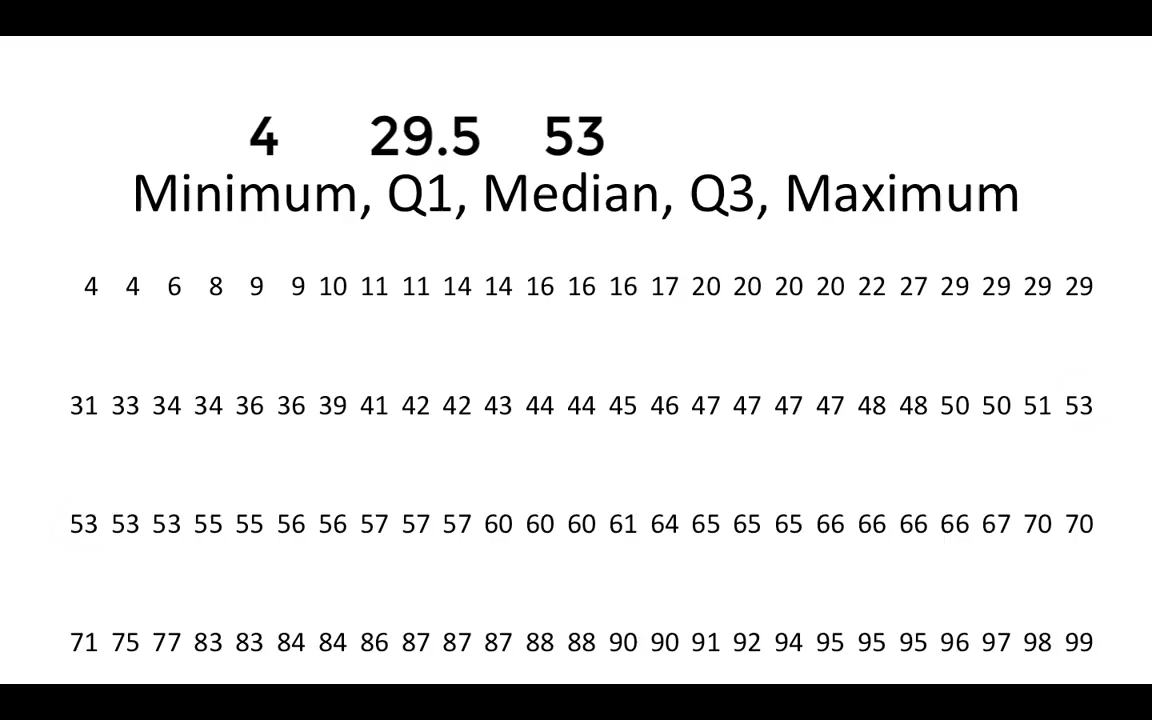 4 29.5 53
Minimum, Q1, Median, Q3, Maximum
4 4 6 8 9 9 10 11 11 14 14 16 16 16 17 20 20 20 20 22 27 29 29 29 29
31 33 34 34 36 36 39 41 42 42 43 44 44 45 46 47 47 47 47 48 48 50 50 51 53
53 53 53 55 55 56 56 57 57 57 60 60 60 61 64 65 65 65 66 66 66 66 67 70 70
71 75 77 83 83 84 84 86 87 87 87 88 88 90 90 91 92 94 95 95 95 96 97 98 99